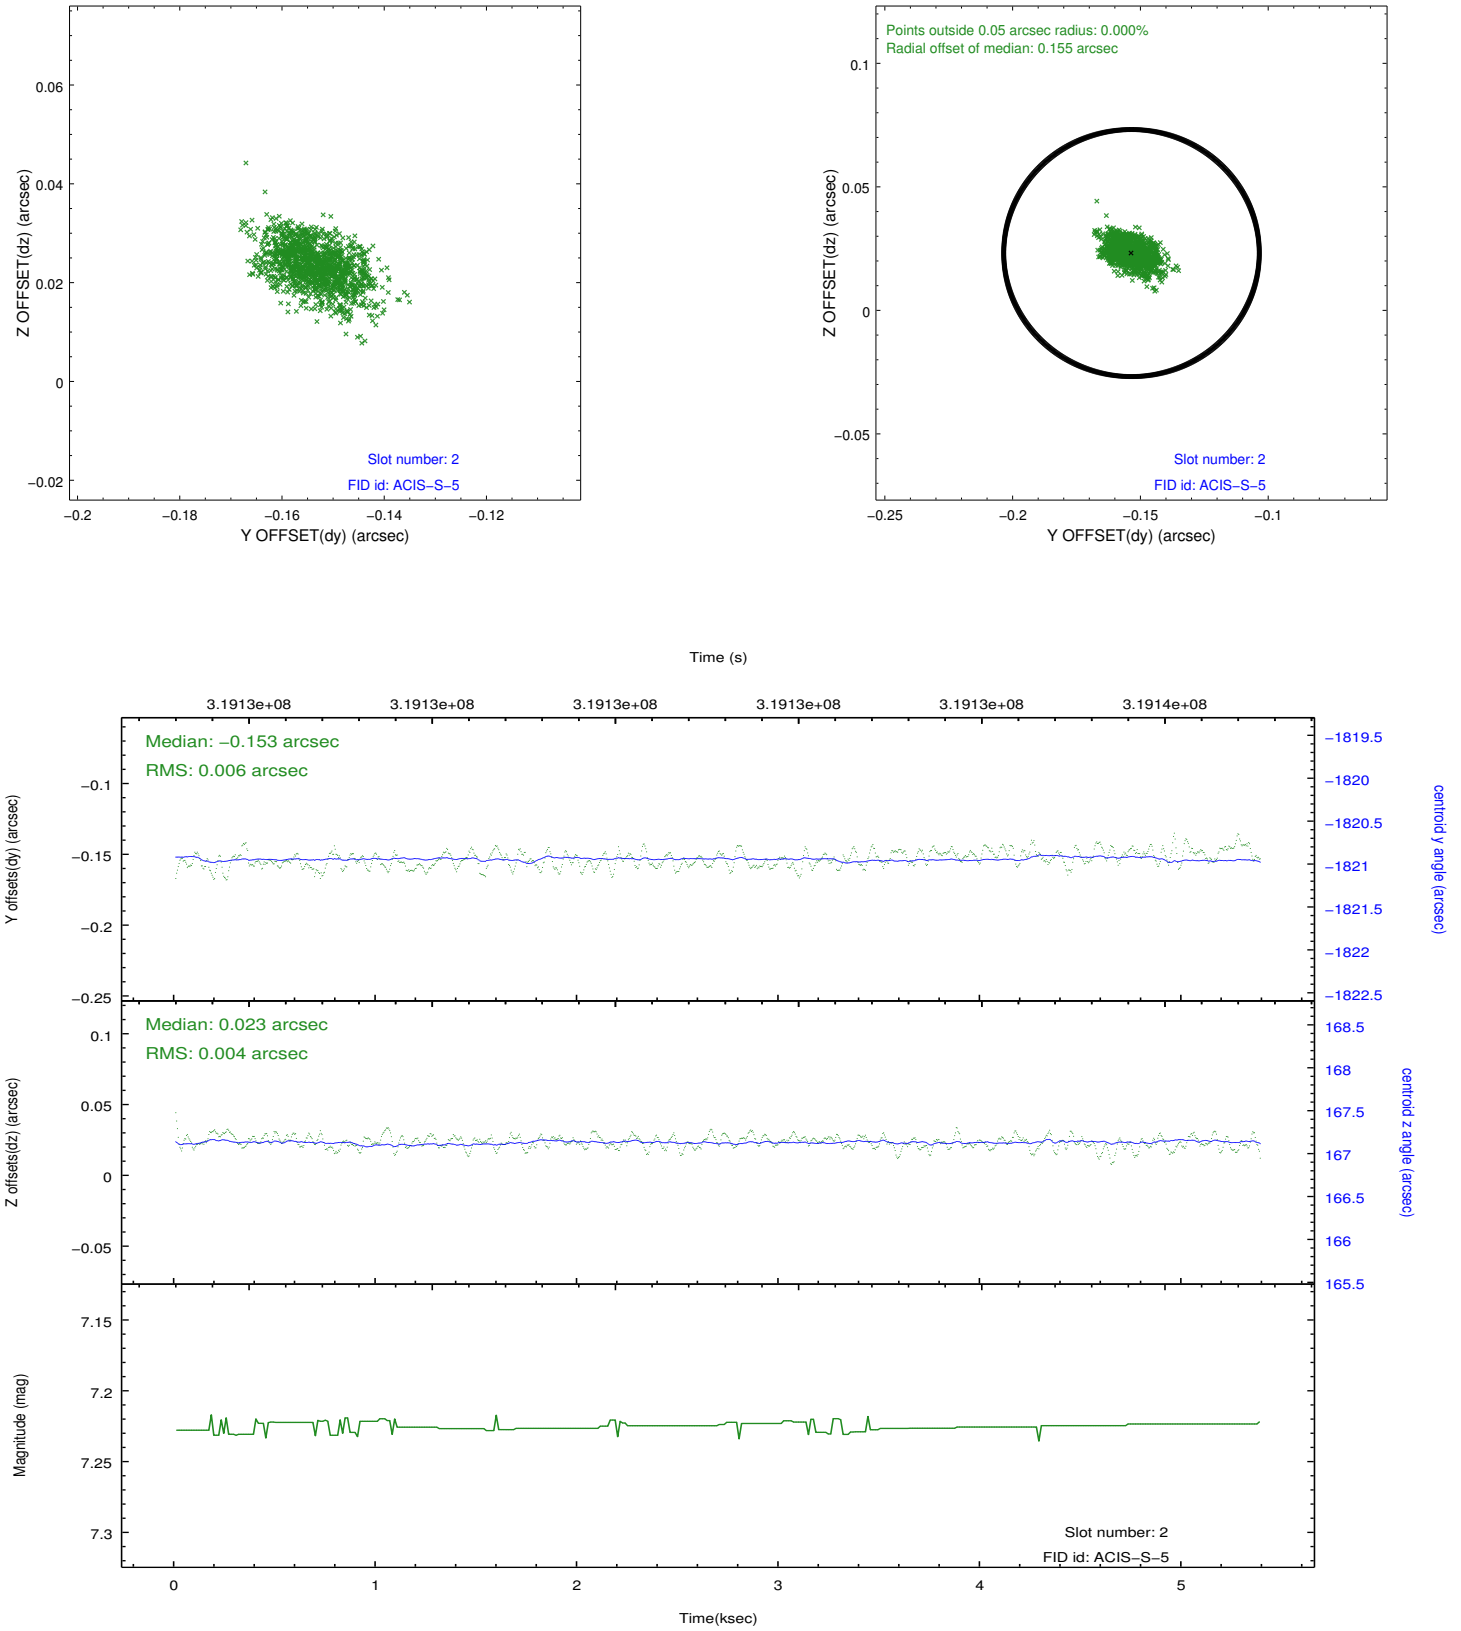 0.06
0.04
0.02
0
−0.02
Z OFFSET(dz) (arcsec)
Slot number: 2
FID id: ACIS−S−5
−0.2 −0.18 −0.16 −0.14 −0.12
Y OFFSET(dy) (arcsec)
Points outside 0.05 arcsec radius: 0.000%
Radial offset of median: 0.155 arcsec
0.1
0.05
0
−0.05
Z OFFSET(dz) (arcsec)
Slot number: 2
FID id: ACIS−S−5
−0.25 −0.2 −0.15 −0.1
Y OFFSET(dy) (arcsec)
Time (s)
3.1913e+08 3.1913e+08 3.1913e+08 3.1913e+08 3.1913e+08 3.1914e+08
Median: −0.153 arcsec
RMS: 0.006 arcsec
−0.1
−0.15
−0.2
−0.25
Y offsets(dy) (arcsec)
−1819.5
−1820
−1820.5
−1821
−1821.5
−1822
−1822.5
centroid y angle (arcsec)
Median: 0.023 arcsec
RMS: 0.004 arcsec
0.1
0.05
0
−0.05
Z offsets(dz) (arcsec)
168.5
168
167.5
167
166.5
166
165.5
centroid z angle (arcsec)
7.15
7.2
7.25
7.3
Magnitude (mag)
Slot number: 2
FID id: ACIS−S−5
0 1 2 3 4 5
Time(ksec)